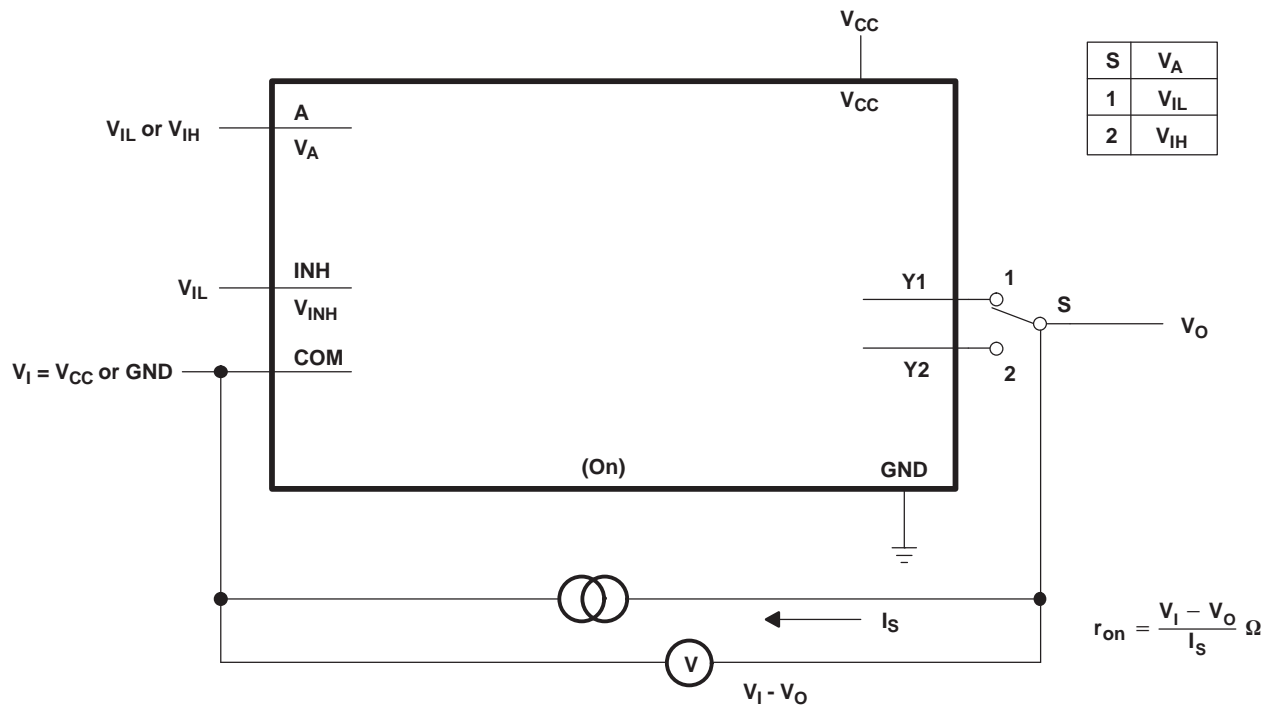 VCC
S VA
1 VIL
2 VIH
VIL or VIH
A
VA
VCC
VIL
INH
VINH
VI = VCC or GND
COM
Y1
1
S
VO
Y2
2
(On)
GND
IS
V
VI - VO
ron = VI − VO / IS Ω